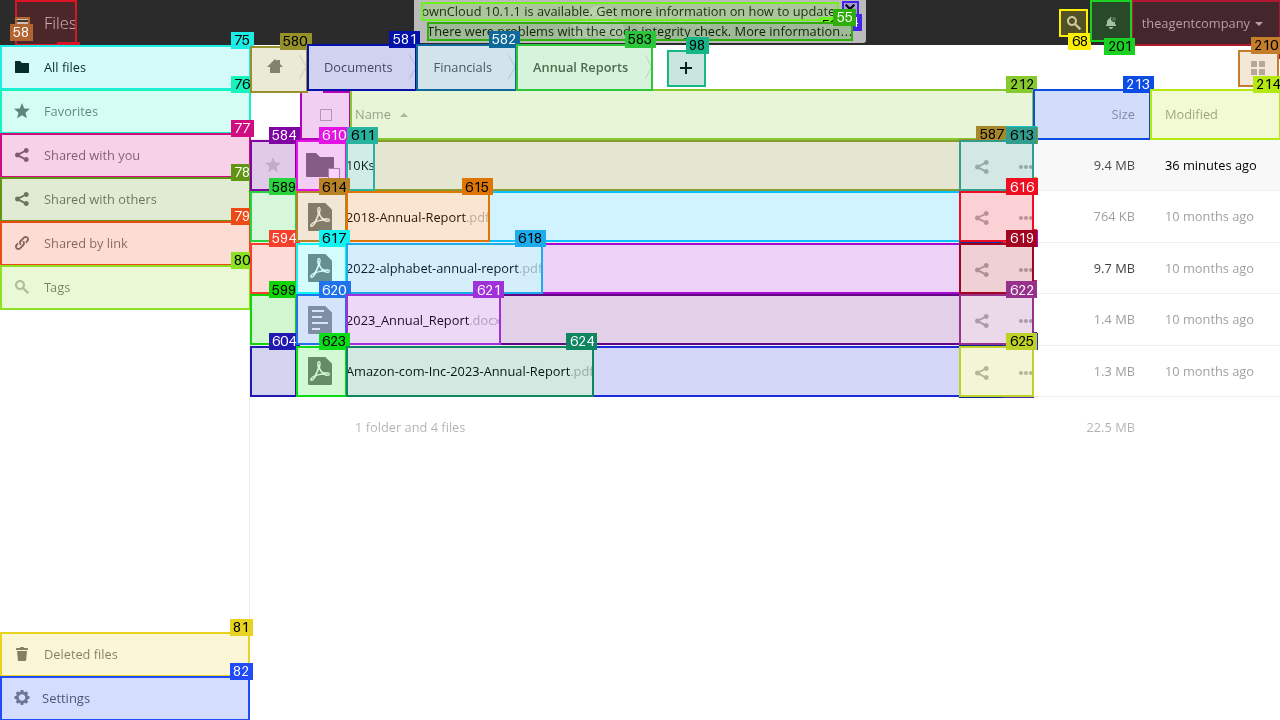 Files
ownCloud 10.1.1 is available. Get more information on how to update.
There were problems with the code integrity check. More information…
theagentcompany
58
55
68
201
75
580
581
582
583
98
210
All files
Documents
Financials
Annual Reports
+
76
212
213
214
Favorites
Name
Size
Modified
77
584
610
611
587
613
Shared with you
10Ks
9.4 MB
36 minutes ago
78
589
614
615
616
Shared with others
2018-Annual-Report.pdf
764 KB
10 months ago
79
594
617
618
619
Shared by link
2022-alphabet-annual-report.pdf
9.7 MB
10 months ago
80
599
620
621
622
Tags
2023_Annual_Report.docx
1.4 MB
10 months ago
604
623
624
625
Amazon-com-Inc-2023-Annual-Report.pdf
1.3 MB
10 months ago
1 folder and 4 files
22.5 MB
81
Deleted files
82
Settings